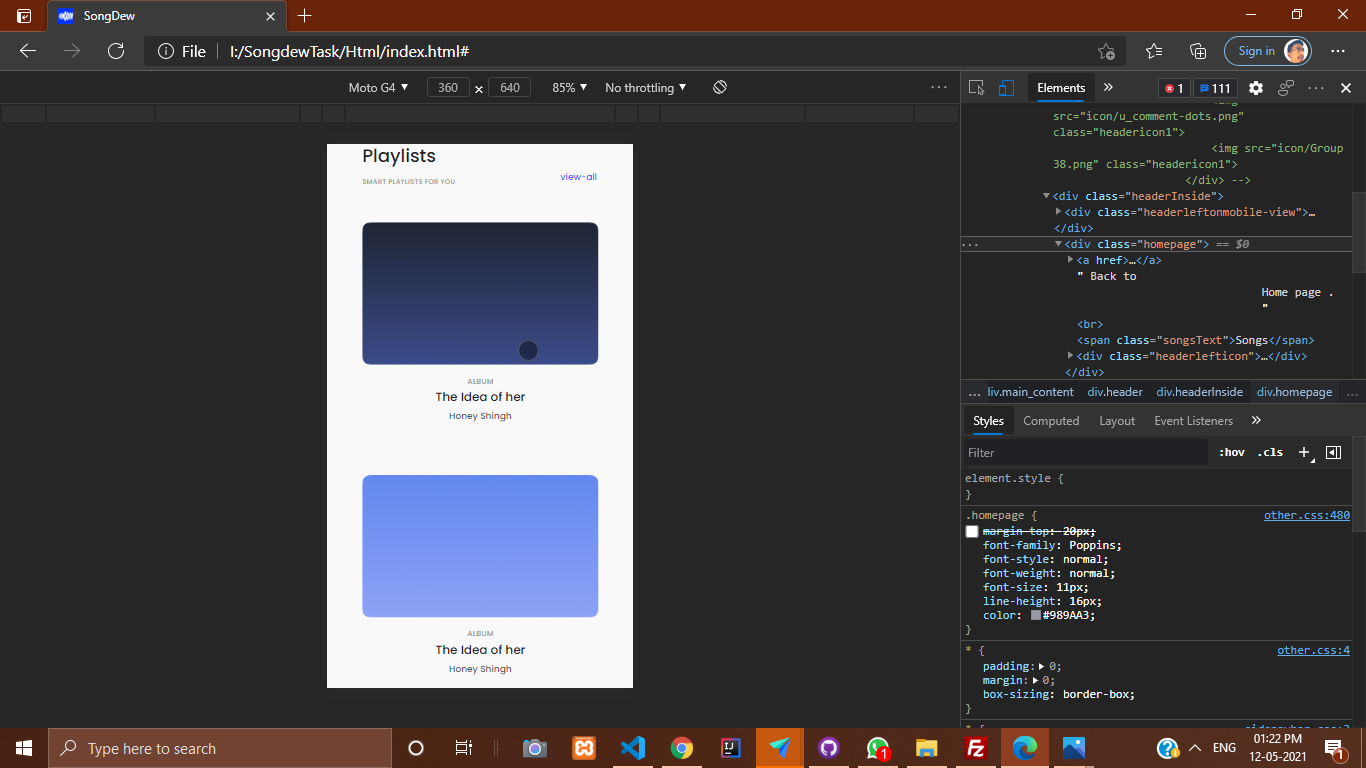 SongDew
File
I:/SongdewTask/Html/index.html#
Sign in
Moto G4 ▼ 360 × 640 85% ▼ No throttling ▼
Elements
1
111
Playlists
SMART PLAYLISTS FOR YOU
view-all
ALBUM
The Idea of her
Honey Shingh
ALBUM
The Idea of her
Honey Shingh
src="icon/u_comment-dots.png"
class="headericon1">
<img src="icon/Group
38.png" class="headericon1">
</div> -->
<div class="headerInside">
<div class="headerleftonmobile-view">…
</div>
<div class="homepage"> == $0
<a href>…</a>
" Back to
Home page .
"
<br>
<span class="songsText">Songs</span>
<div class="headerlefticon">…</div>
</div>
… div.main_content div.header div.headerInside div.homepage …
Styles Computed Layout Event Listeners
Filter
:hov .cls +
element.style {
}
.homepage { other.css:480
margin-top: 20px;
font-family: Poppins;
font-style: normal;
font-weight: normal;
font-size: 11px;
line-height: 16px;
color: #989AA3;
}
* { other.css:4
padding: 0;
margin: 0;
box-sizing: border-box;
}
Type here to search
1
ENG
01:22 PM
12-05-2021
1